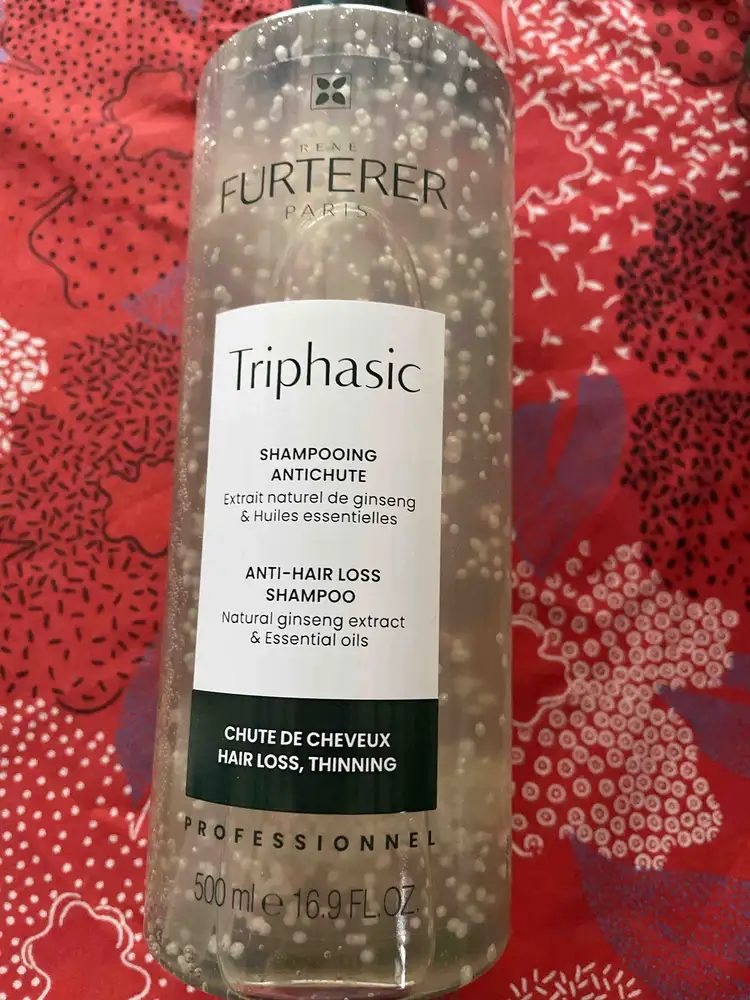 RENE
FURTERER
PARIS
Triphasic
SHAMPOOING
ANTICHUTE
Extrait naturel de ginseng
& Huiles essentielles
ANTI-HAIR LOSS
SHAMPOO
Natural ginseng extract
& Essential oils
CHUTE DE CHEVEUX
HAIR LOSS, THINNING
PROFESSIONNEL
500 ml e 16.9 FL.OZ.